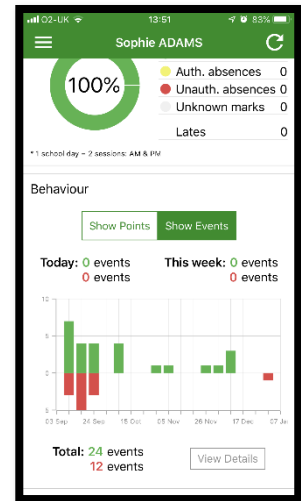 O2-UK 13:51 83%
Sophie ADAMS
100%
Auth. absences 0
Unauth. absences 0
Unknown marks 0
Lates 0
* 1 school day = 2 sessions: AM & PM
Behaviour
Show Points Show Events
Today: 0 events This week: 0 events
0 events 0 events
10
5
0
5
03 Sep 24 Sep 15 Oct 05 Nov 26 Nov 17 Dec 07 Ja
Total: 24 events
12 events
View Details